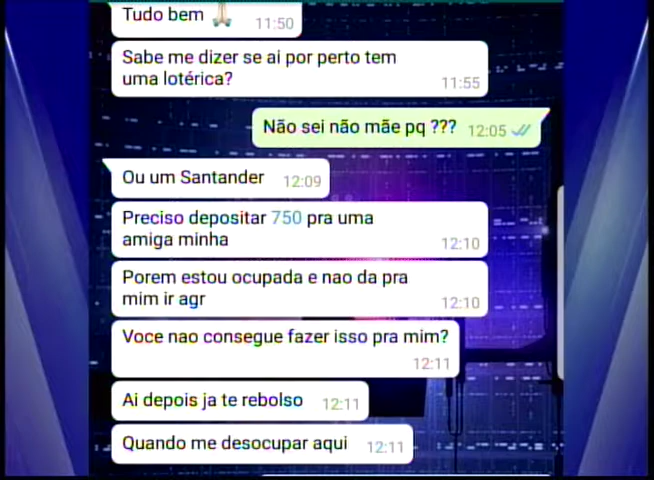 Tudo bem 🙏🏻
11:50
Sabe me dizer se ai por perto tem
uma lotérica?
11:55
Não sei não mãe pq ???
12:05
Ou um Santander
12:09
Preciso depositar 750 pra uma
amiga minha
12:10
Porem estou ocupada e nao da pra
mim ir agr
12:10
Voce nao consegue fazer isso pra mim?
12:11
Ai depois ja te rebolso
12:11
Quando me desocupar aqui
12:11